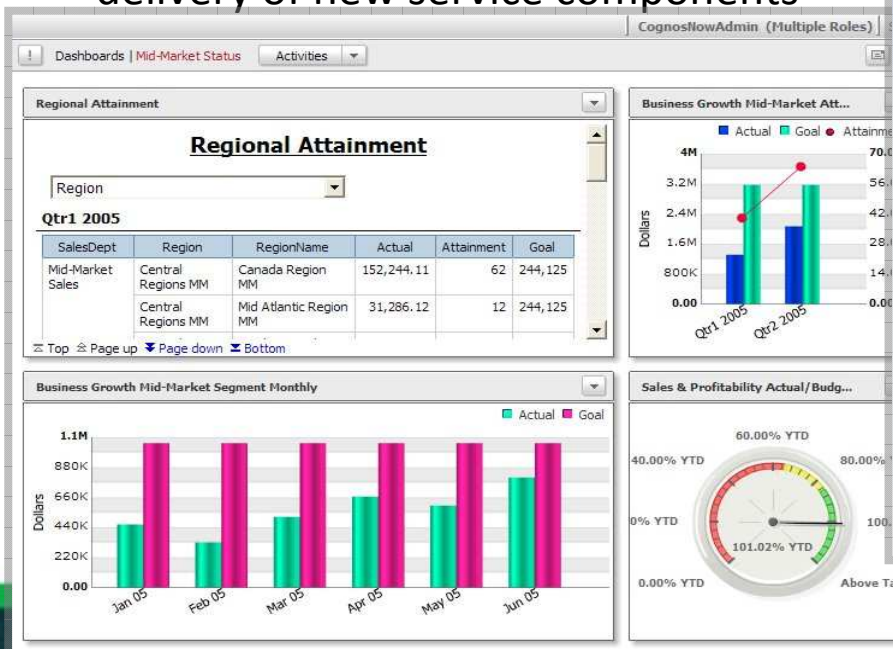 delivery of new service components
CognosNowAdmin (Multiple Roles)
! Dashboards | Mid-Market Status Activities
Regional Attainment
Regional Attainment
Region
Qtr1 2005
SalesDept Region RegionName Actual Attainment Goal
Mid-Market Sales Central Regions MM Canada Region MM 152,244.11 62 244,125
Central Regions MM Mid Atlantic Region MM 31,286.12 12 244,125
Top Page up Page down Bottom
Business Growth Mid-Market Att...
Actual Goal Attainme
4M 70.0
3.2M 56.
2.4M 42.
1.6M 28.
800K 14.
0.00 0.00
Dollars
Qtr1 2005 Qtr2 2005
Business Growth Mid-Market Segment Monthly
Actual Goal
1.1M
880K
660K
440K
220K
0.00
Dollars
Jan 05 Feb 05 Mar 05 Apr 05 May 05 Jun 05
Sales & Profitability Actual/Budg...
60.00% YTD
40.00% YTD 80.00%
0% YTD 100.
101.02% YTD
0.00% YTD Above Ta